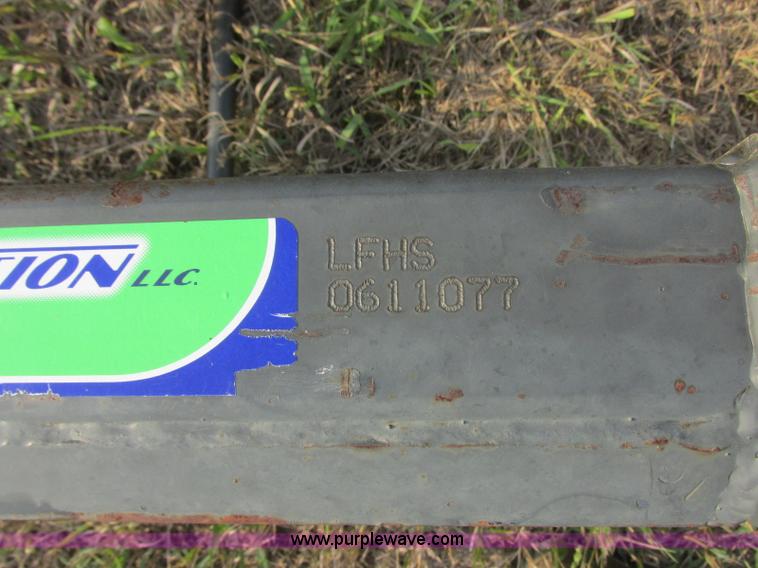 TION LLC.
LFHS
0611077
www.purplewave.com